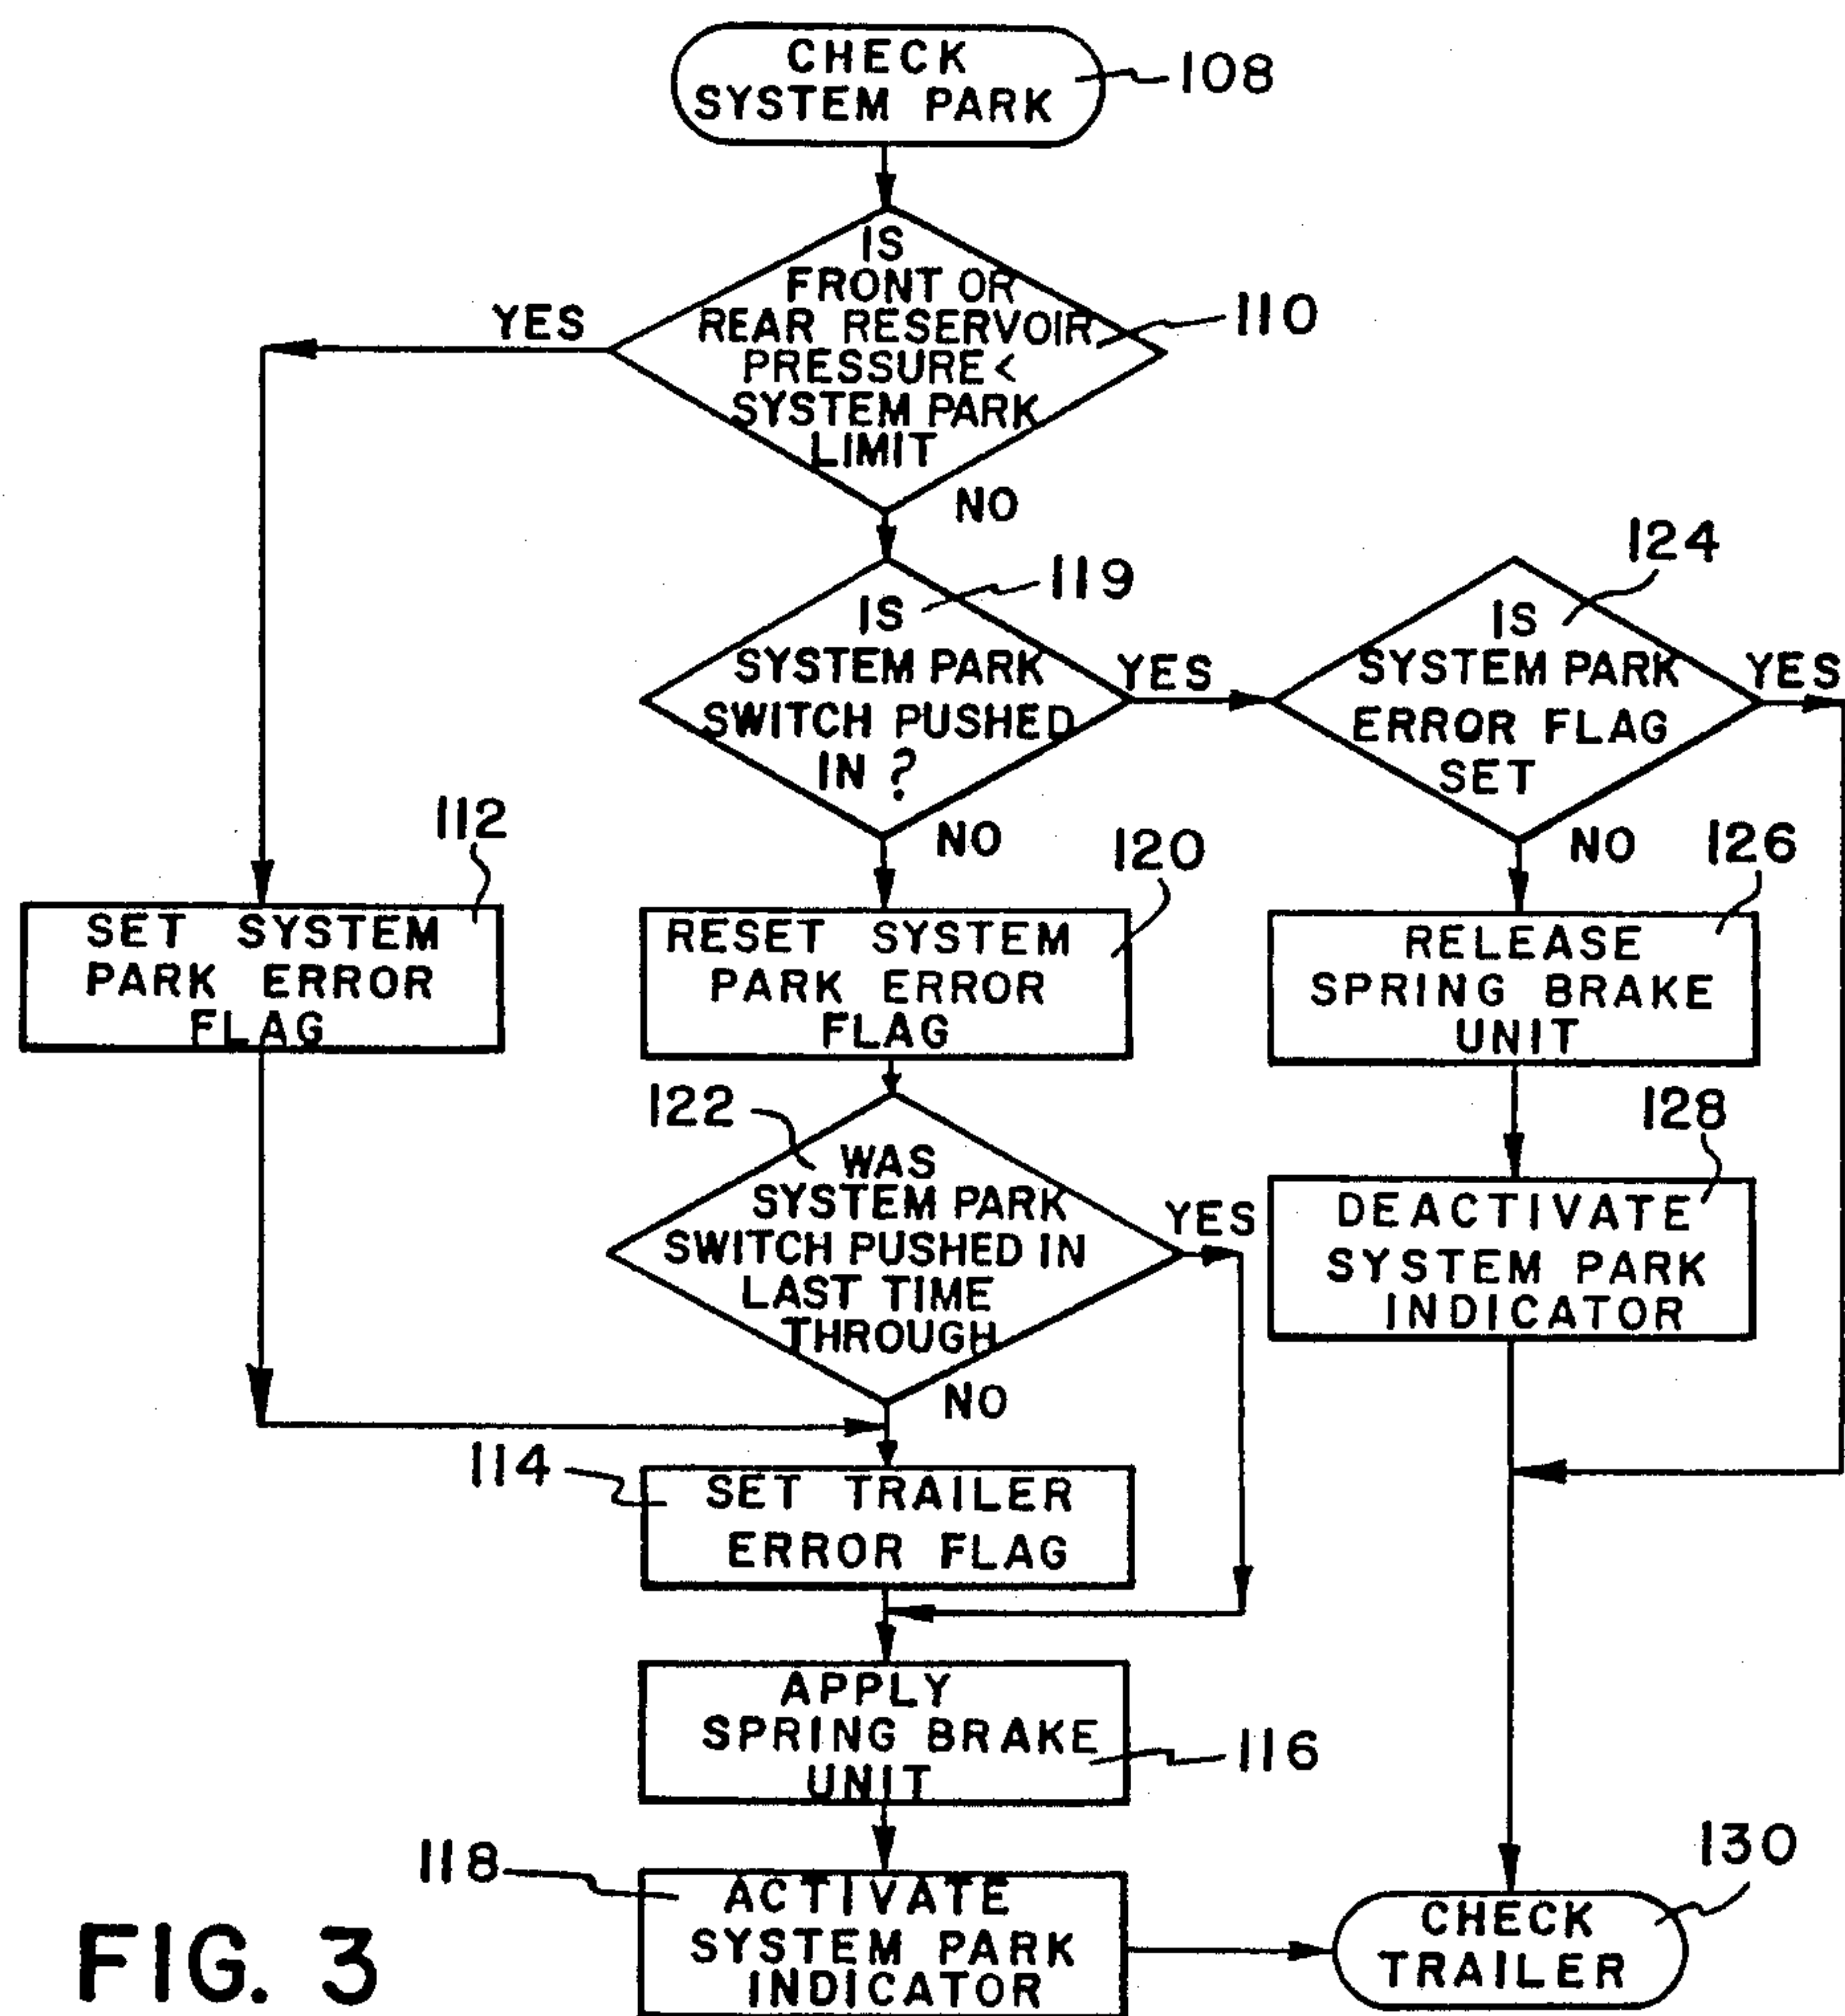 CHECK
SYSTEM PARK
108
IS
FRONT OR
REAR RESERVOIR
PRESSURE <
SYSTEM PARK
LIMIT
110
YES
NO
IS
SYSTEM PARK
SWITCH PUSHED
IN ?
119
YES
NO
IS
SYSTEM PARK
ERROR FLAG
SET
124
YES
NO
112
SET SYSTEM
PARK ERROR
FLAG
120
RESET SYSTEM
PARK ERROR
FLAG
126
RELEASE
SPRING BRAKE
UNIT
122
WAS
SYSTEM PARK
SWITCH PUSHED IN
LAST TIME
THROUGH
YES
NO
128
DEACTIVATE
SYSTEM PARK
INDICATOR
114
SET TRAILER
ERROR FLAG
APPLY
SPRING BRAKE
UNIT
116
118
ACTIVATE
SYSTEM PARK
INDICATOR
130
CHECK
TRAILER
FIG. 3